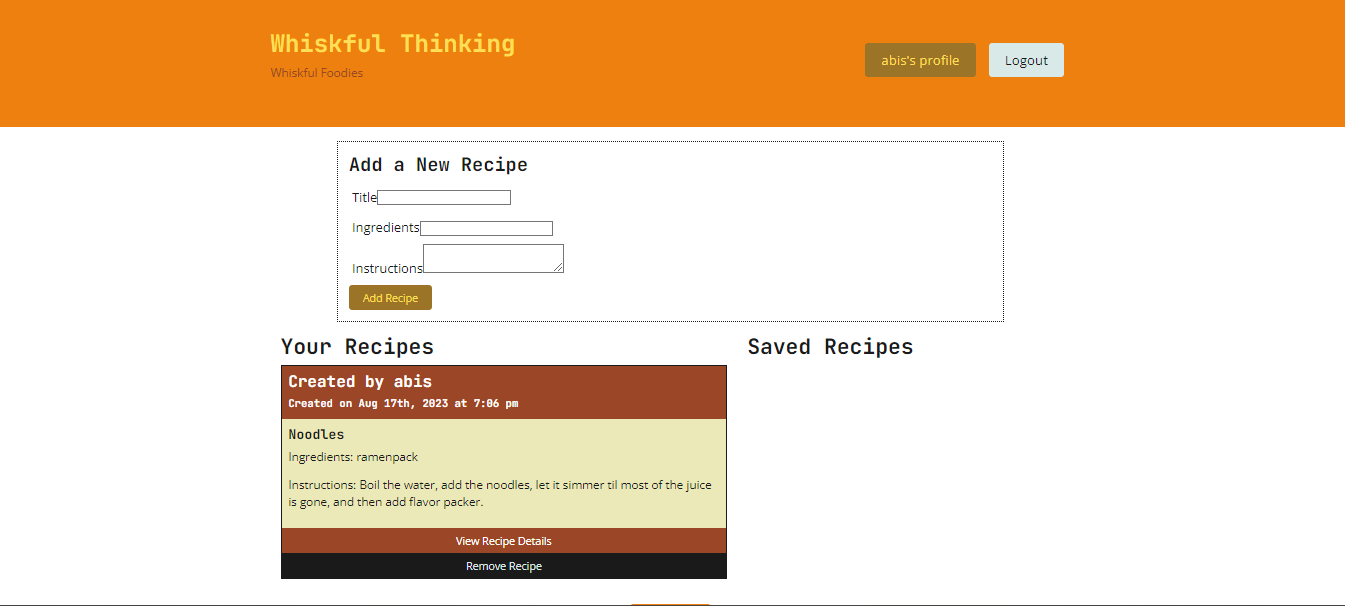 Whiskful Thinking
Whiskful Foodies
abis's profile
Logout
Add a New Recipe
Title
Ingredients
Instructions
Add Recipe
Your Recipes
Saved Recipes
Created by abis
Created on Aug 17th, 2023 at 7:06 pm
Noodles
Ingredients: ramenpack
Instructions: Boil the water, add the noodles, let it simmer til most of the juice
is gone, and then add flavor packer.
View Recipe Details
Remove Recipe